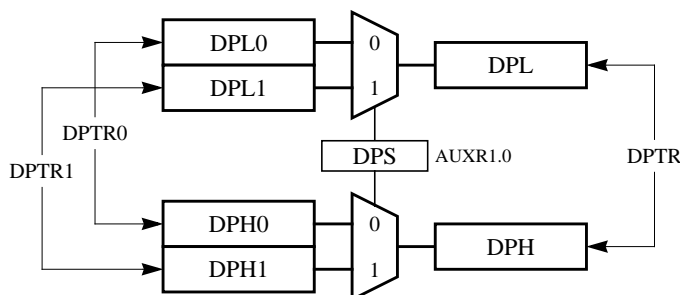 DPL0
0
DPL
DPL1
1
DPTR0
DPS
AUXR1.0
DPTR
DPTR1
DPH0
0
DPH
DPH1
1